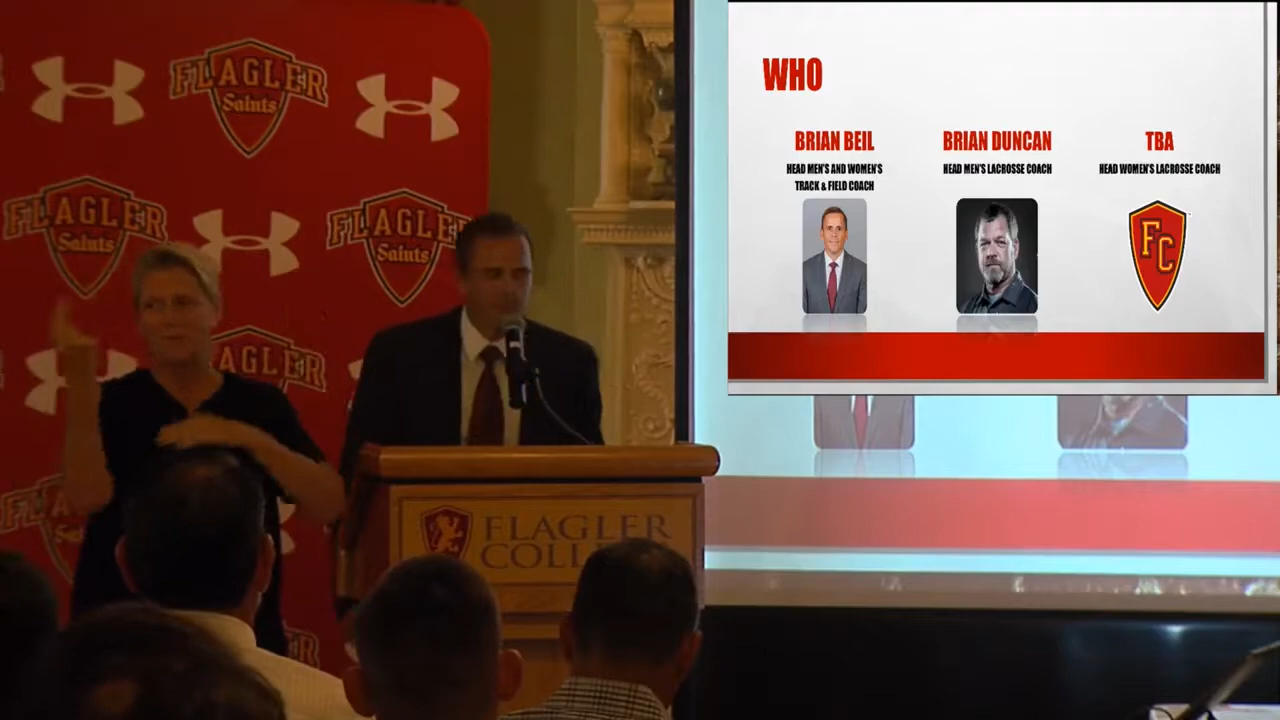 FLAGLER
Saints
FLAGLER
Saints
FLAGLER
Saints
FLAGLER
FLAGLER
COLL
WHO
BRIAN BEIL
HEAD MEN'S AND WOMEN'S
TRACK & FIELD COACH
BRIAN DUNCAN
HEAD MEN'S LACROSSE COACH
TBA
HEAD WOMEN'S LACROSSE COACH
FC